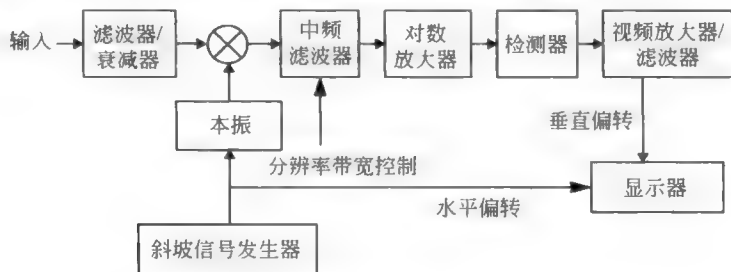 输入
滤波器/
衰减器
中频
滤波器
对数
放大器
检测器
视频放大器/
滤波器
本振
垂直偏转
分辨率带宽控制
显示器
水平偏转
斜坡信号发生器